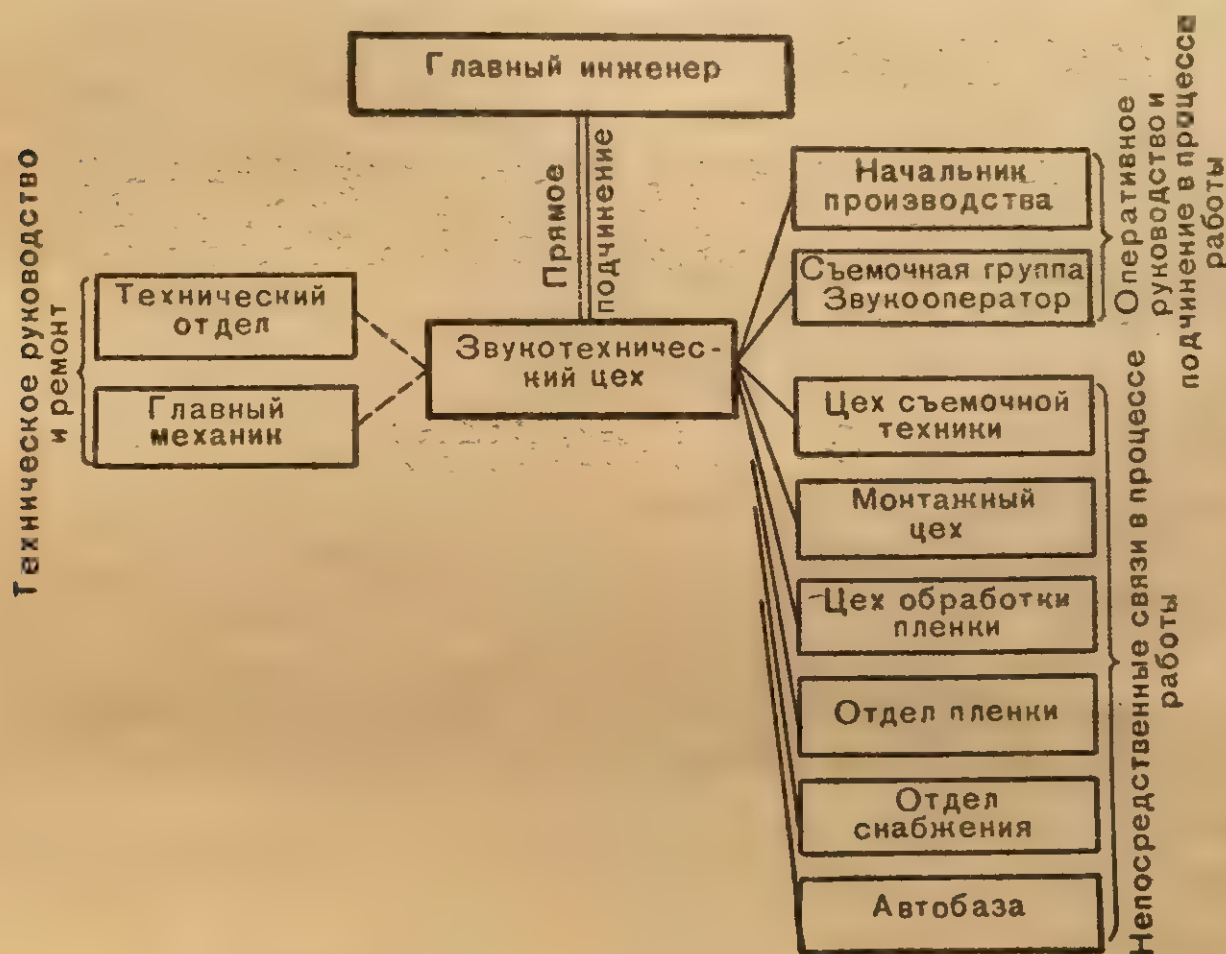 Главный инженер
Прямое
подчинение
Техническое руководство
и ремонт
Технический
отдел
Главный
механик
Звукотехничес-
кий цех
Начальник
производства
Съемочная группа
Звукооператор
Оперативное
руководство и
подчинение в процессе
работы
Цех съемочной
техники
Монтажный
цех
Цех обработки
пленки
Отдел пленки
Отдел
снабжения
Автобаза
Непосредственные связи в процессе
работы